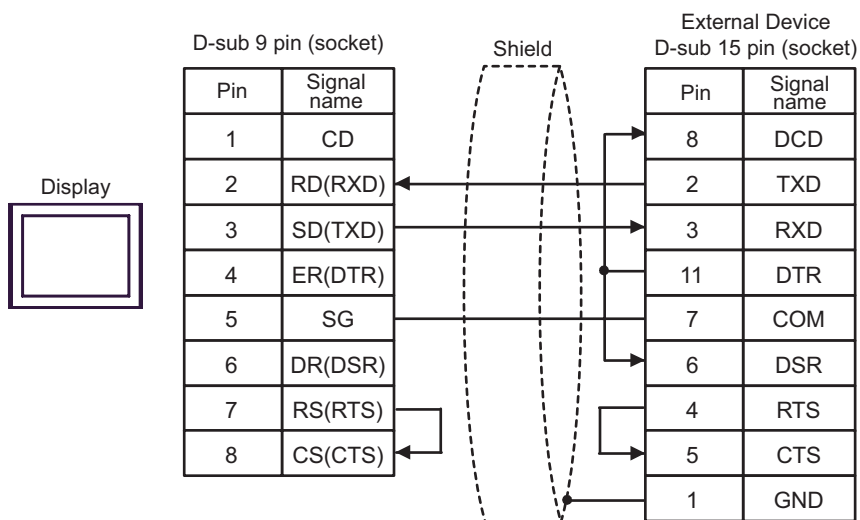 D-sub 9 pin (socket)
Shield
External Device
D-sub 15 pin (socket)
Display
Pin Signal name
1 CD
2 RD(RXD)
3 SD(TXD)
4 ER(DTR)
5 SG
6 DR(DSR)
7 RS(RTS)
8 CS(CTS)
Pin Signal name
8 DCD
2 TXD
3 RXD
11 DTR
7 COM
6 DSR
4 RTS
5 CTS
1 GND